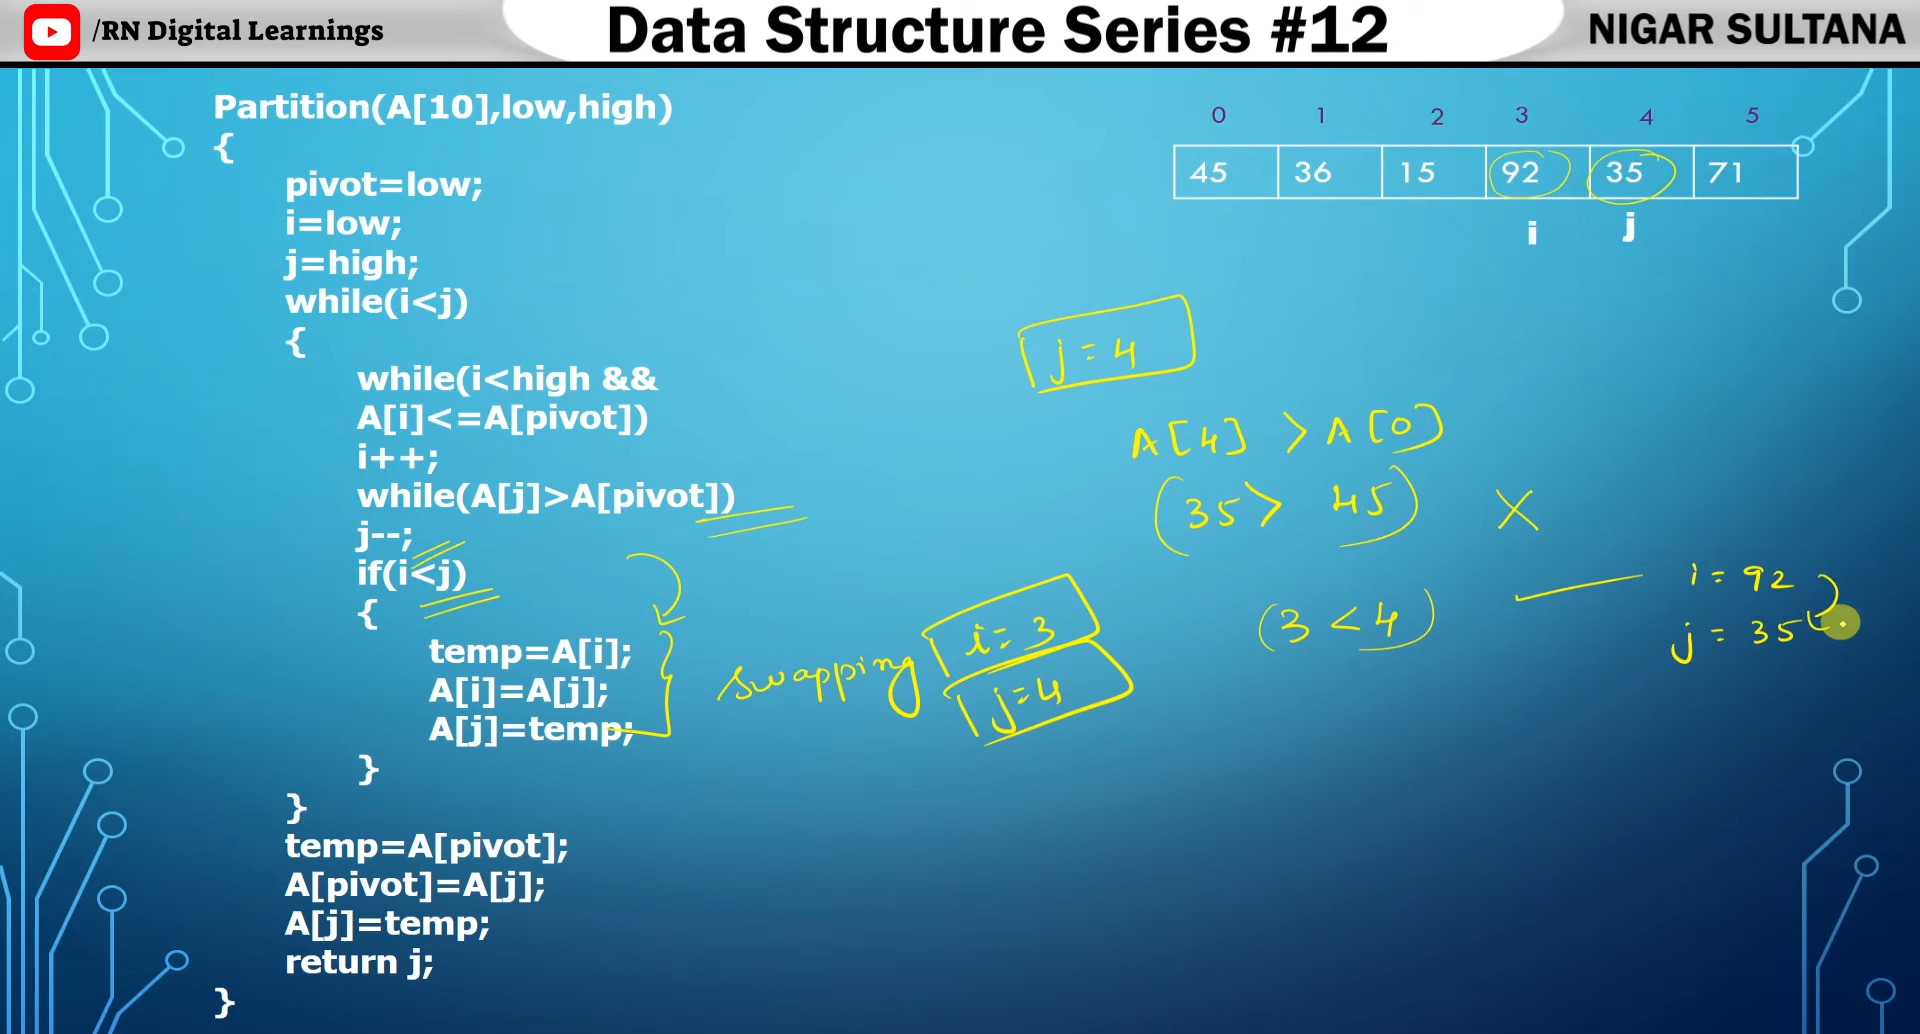 /RN Digital Learnings
Data Structure Series #12
NIGAR SULTANA
Partition(A[10],low,high)
{
pivot=low;
i=low;
j=high;
while(i<j)
{
while(i<high &&
A[i]<=A[pivot])
i++;
while(A[j]>A[pivot])
j--;
if(i<j)
{
temp=A[i];
A[i]=A[j];
A[j]=temp;
}
}
temp=A[pivot];
A[pivot]=A[j];
A[j]=temp;
return j;
}
0 1 2 3 4 5
45 36 15 92 35 71
i j
j = 4
A[4] > A[0]
(35 > 45) X
(3 < 4)
i = 92
j = 35
swapping
i = 3
j = 4